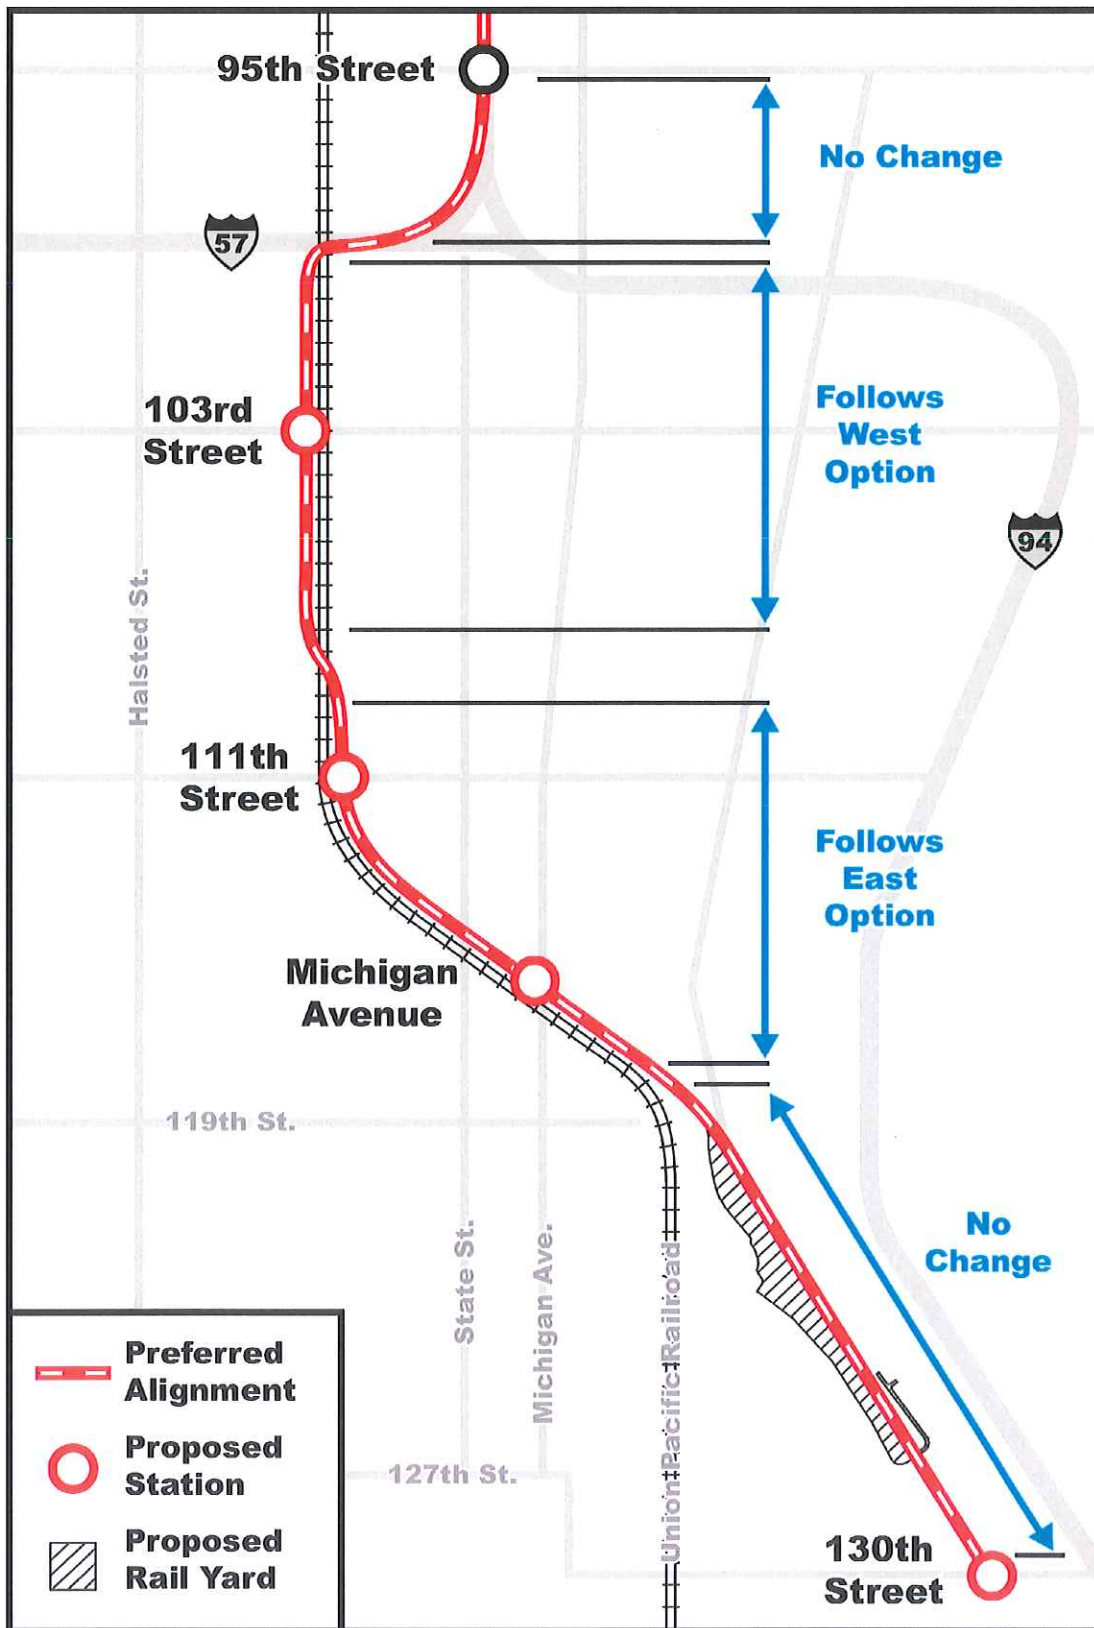 95th Street
No Change
57
103rd
Street
Follows
West
Option
94
Halsted St.
111th
Street
Follows
East
Option
Michigan
Avenue
119th St.
No
Change
State St.
Michigan Ave.
Union Pacific Railroad
127th St.
130th
Street
Preferred
Alignment
Proposed
Station
Proposed
Rail Yard